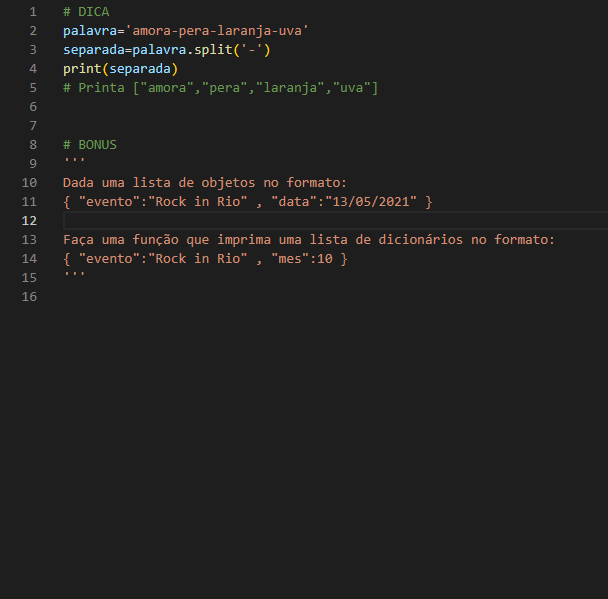 1 # DICA
2 palavra='amora-pera-laranja-uva'
3 separada=palavra.split('-')
4 print(separada)
5 # Printa ["amora","pera","laranja","uva"]
6
7
8 # BONUS
9 '''
10 Dada uma lista de objetos no formato:
11 { "evento":"Rock in Rio" , "data":"13/05/2021" }
12
13 Faça uma função que imprima uma lista de dicionários no formato:
14 { "evento":"Rock in Rio" , "mes":10 }
15 '''
16